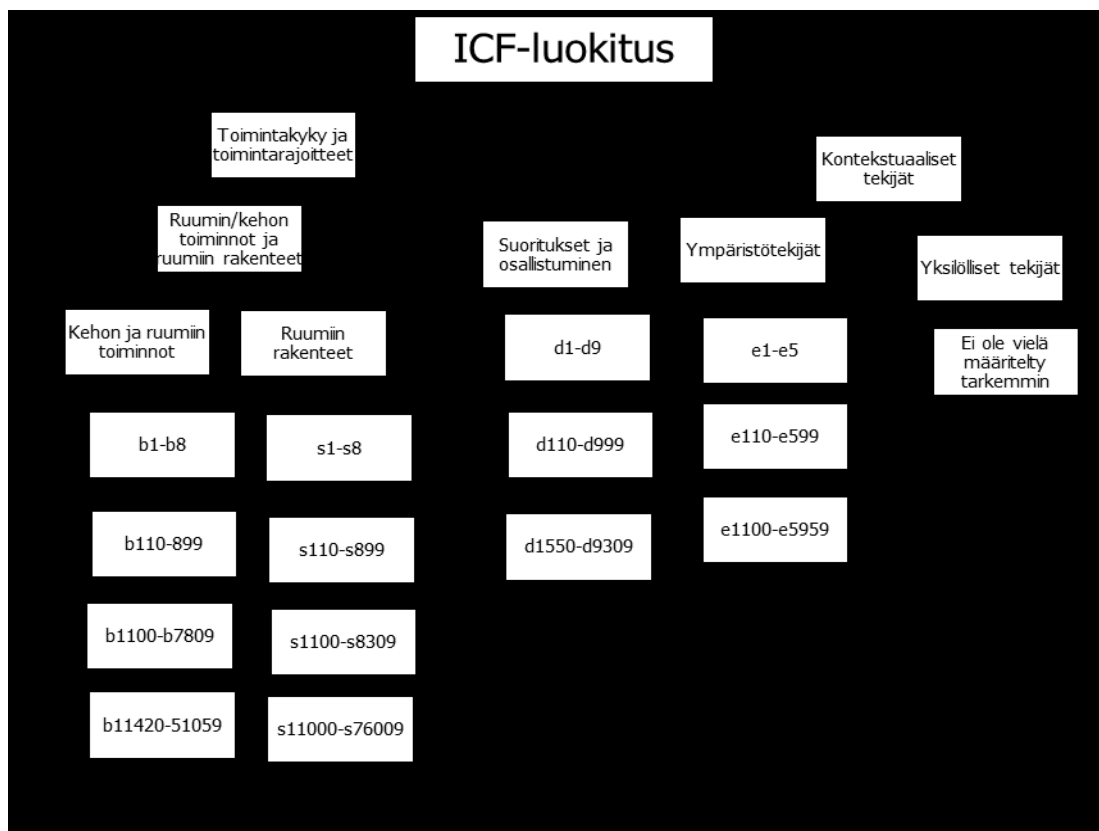 ICF-luokitus
Toimintakyky ja
toimintarajoitteet
Kontekstuaaliset
tekijät
Ruumin/kehon
toiminnot ja
ruumiin rakenteet
Suoritukset ja
osallistuminen
Ympäristötekijät
Yksilölliset tekijät
Kehon ja ruumiin
toiminnot
Ruumiin
rakenteet
d1-d9
e1-e5
Ei ole vielä
määritelty
tarkemmin
b1-b8
s1-s8
d110-d999
e110-e599
b110-899
s110-s899
d1550-d9309
e1100-e5959
b1100-b7809
s1100-s8309
b11420-51059
s11000-s76009